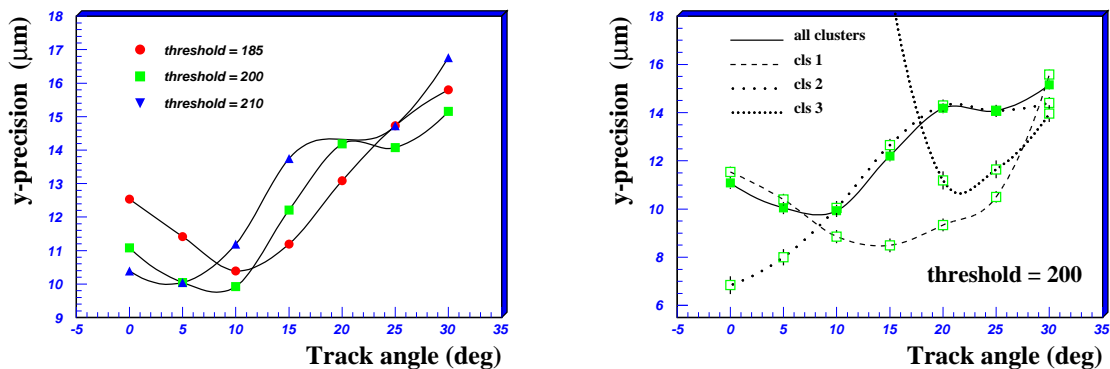 18
17
16
15
14
13
12
11
10
9
-5 0 5 10 15 20 25 30 35
y-precision (μm)
Track angle (deg)
threshold = 185
threshold = 200
threshold = 210
18
16
14
12
10
8
6
-5 0 5 10 15 20 25 30 35
y-precision (μm)
Track angle (deg)
all clusters
cls 1
cls 2
cls 3
threshold = 200